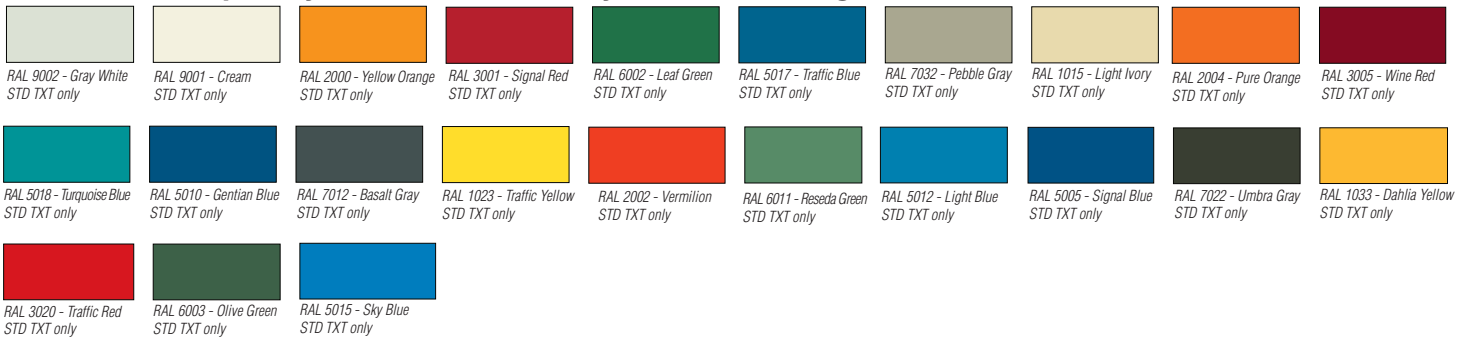 RAL 9002 - Gray White
STD TXT only
RAL 9001 - Cream
STD TXT only
RAL 2000 - Yellow Orange
STD TXT only
RAL 3001 - Signal Red
STD TXT only
RAL 6002 - Leaf Green
STD TXT only
RAL 5017 - Traffic Blue
STD TXT only
RAL 7032 - Pebble Gray
STD TXT only
RAL 1015 - Light Ivory
STD TXT only
RAL 2004 - Pure Orange
STD TXT only
RAL 3005 - Wine Red
STD TXT only
RAL 5018 - Turquoise Blue
STD TXT only
RAL 5010 - Gentian Blue
STD TXT only
RAL 7012 - Basalt Gray
STD TXT only
RAL 1023 - Traffic Yellow
STD TXT only
RAL 2002 - Vermilion
STD TXT only
RAL 6011 - Reseda Green
STD TXT only
RAL 5012 - Light Blue
STD TXT only
RAL 5005 - Signal Blue
STD TXT only
RAL 7022 - Umbra Gray
STD TXT only
RAL 1033 - Dahlia Yellow
STD TXT only
RAL 3020 - Traffic Red
STD TXT only
RAL 6003 - Olive Green
STD TXT only
RAL 5015 - Sky Blue
STD TXT only